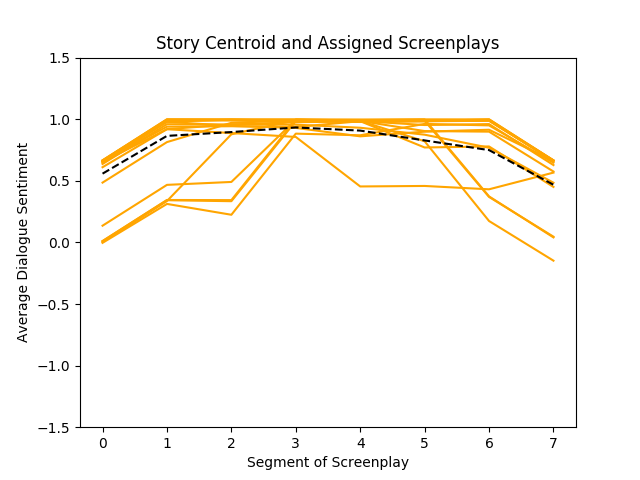 Story Centroid and Assigned Screenplays
1.5
1.0
0.5
0.0
−0.5
−1.0
−1.5
Average Dialogue Sentiment
0 1 2 3 4 5 6 7
Segment of Screenplay